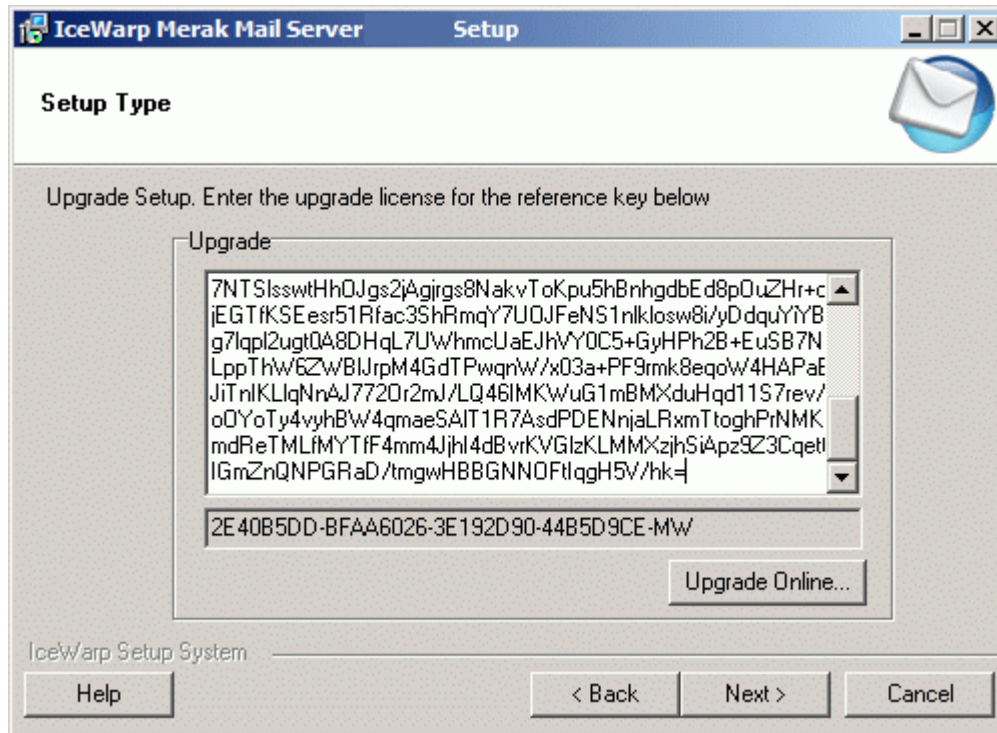 IceWarp Merak Mail Server Setup
Setup Type
Upgrade Setup. Enter the upgrade license for the reference key below
Upgrade
7NTSIsswtHhOJgs2jAgjrgs8NakvToKpu5hBnhgdbEd8pOuZHr+c
jEGTfKSEesr51Rfac3ShRmqY7UOJFeNS1nlklosw8i/yDdquYiYB
g7lqpl2ugt0A8DHqL7UWhmcUaEJhVY0C5+GyHPh2B+EuSB7N
LppThW6ZWBIJrpM4GdTPwqnW/x03a+PF9rmk8eqoW4HAPaE
JiTnIKLIqNnAJ772Or2mJ/LQ46IMKWuG1mBMXduHqd11S7rev/
oOYoTy4vyhBW4qmaeSAIT1R7AsdPDENnjaLRxmTtoghPrNMK
mdReTMLfMYTfF4mm4JjhI4dBvrKVGIzKLMMXzjhSiApz9Z3Cqet
IGmZnQNPGRaD/tmgwHBBGNNOFtIqgH5V/hk=
2E40B5DD-BFAA6026-3E192D90-44B5D9CE-MW
Upgrade Online...
IceWarp Setup System
Help
< Back
Next >
Cancel